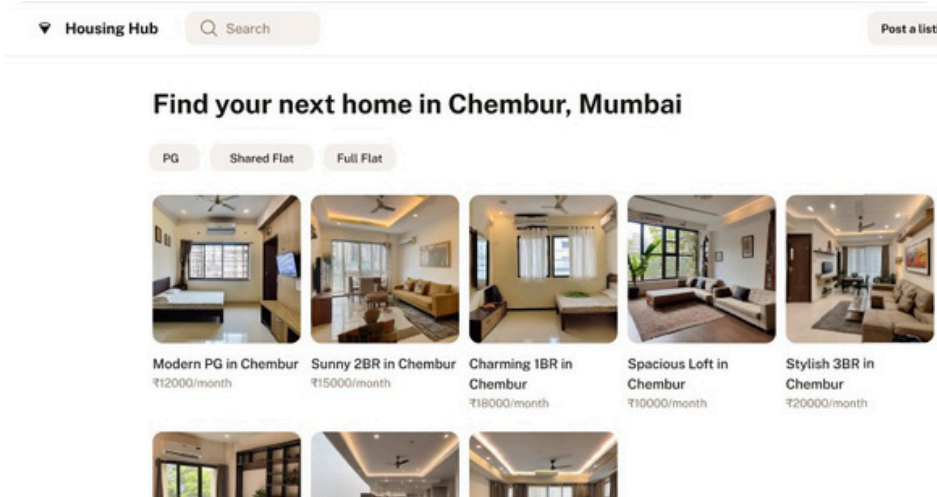 Housing Hub
Search
Post a listi
Find your next home in Chembur, Mumbai
PG
Shared Flat
Full Flat
Modern PG in Chembur
₹12000/month
Sunny 2BR in Chembur
₹15000/month
Charming 1BR in
Chembur
₹18000/month
Spacious Loft in
Chembur
₹10000/month
Stylish 3BR in
Chembur
₹20000/month